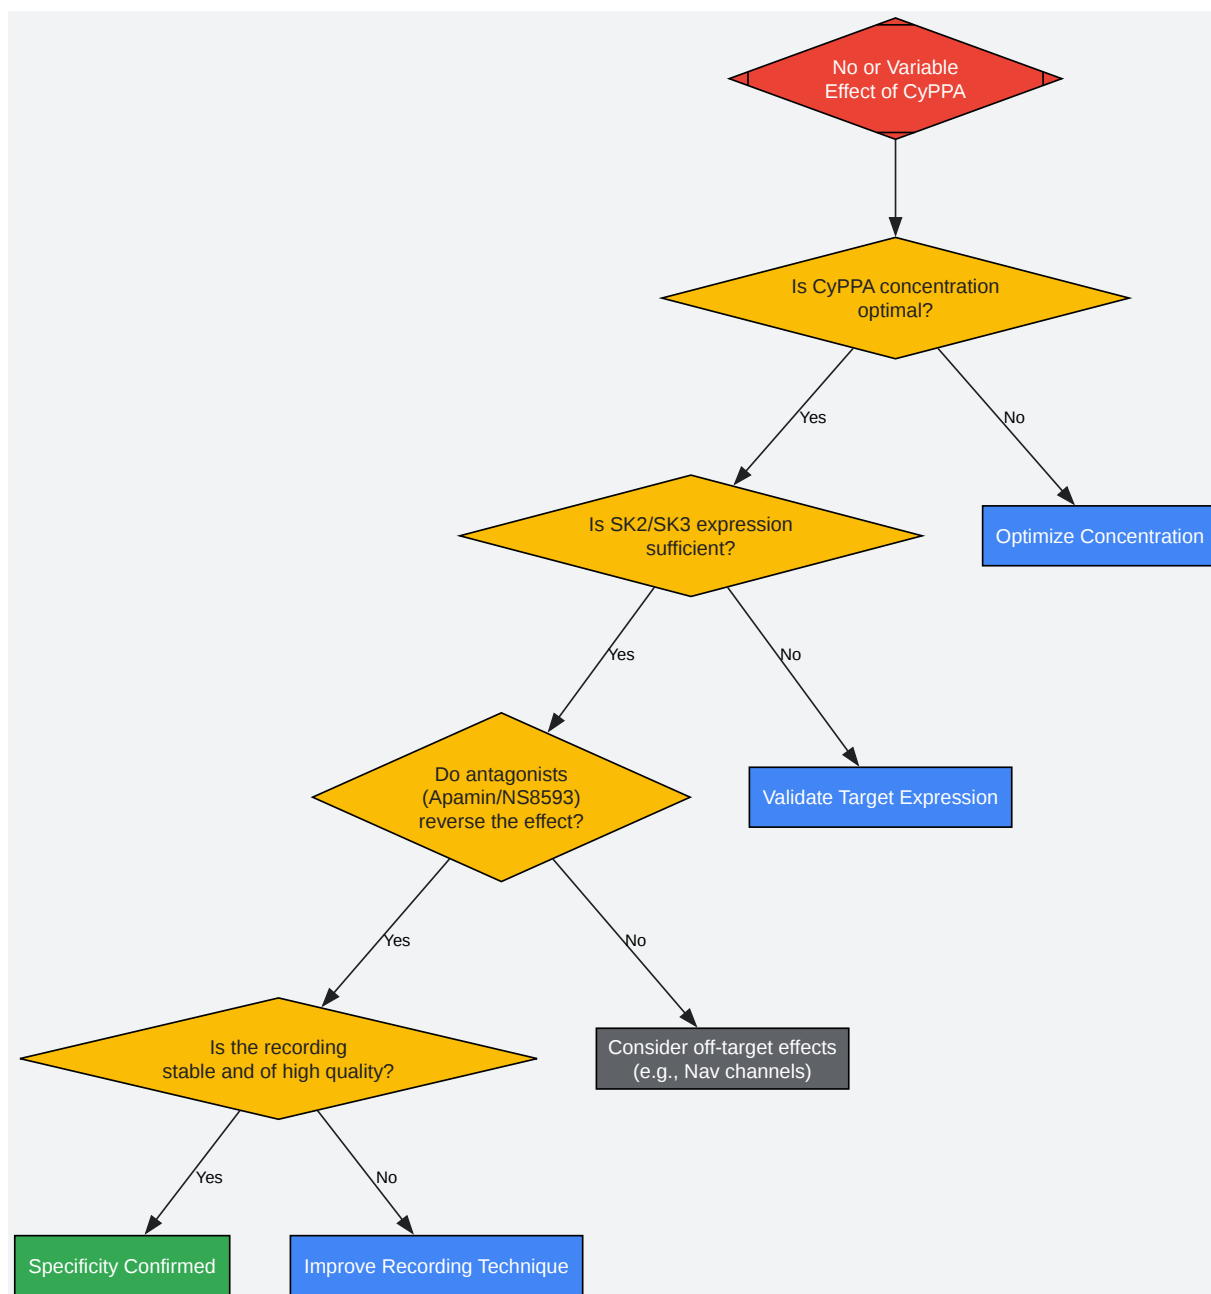 No or Variable
Effect of CyPPA
Is CyPPA concentration
optimal?
Yes
No
Is SK2/SK3 expression
sufficient?
Optimize Concentration
Yes
No
Do antagonists
(Apamin/NS8593)
reverse the effect?
Validate Target Expression
Yes
No
Is the recording
stable and of high quality?
Consider off-target effects
(e.g., Nav channels)
Yes
No
Specificity Confirmed
Improve Recording Technique